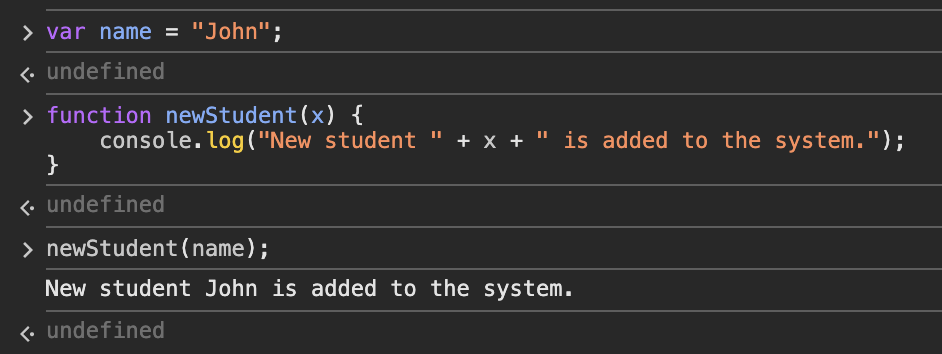 var name = "John";
undefined
function newStudent(x) {
    console.log("New student " + x + " is added to the system.");
}
undefined
newStudent(name);
New student John is added to the system.
undefined